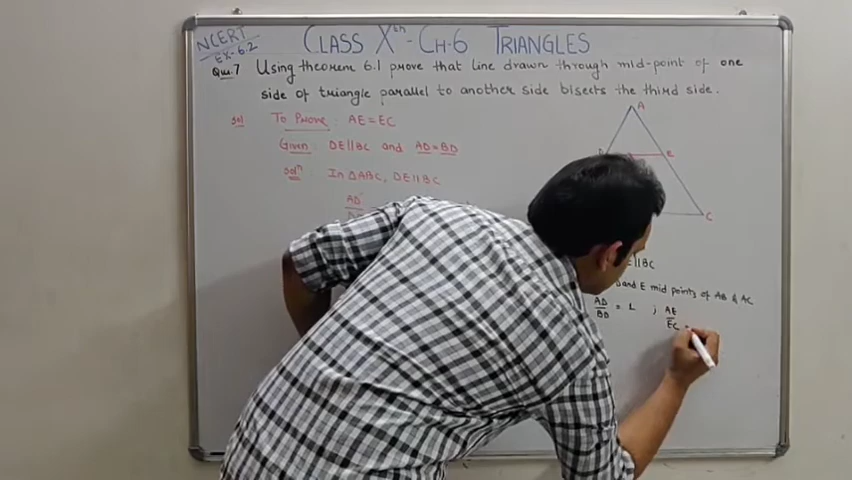 NCERT
EX-6.2
CLASS Xth - CH-6 TRIANGLES
Que.7 Using theorem 6.1 prove that line drawn through mid-point of one
side of triangle parallel to another side bisects the third side.
Sol To Prove: AE = EC
Given: DE||BC and AD = BD
Soln In △ABC, DE||BC
AD
A
E
C
||BC
and E mid points of AB & AC
AD/BD = 1 ; AE/EC =